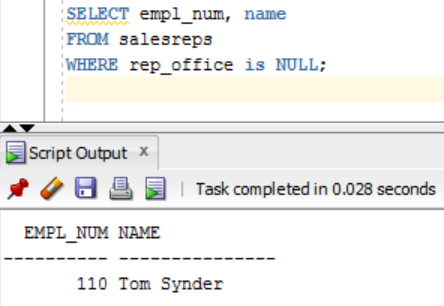 SELECT empl_num, name
FROM salesreps
WHERE rep_office is NULL;
Script Output x
Task completed in 0.028 seconds
EMPL_NUM NAME
---------- ---------------
110 Tom Synder